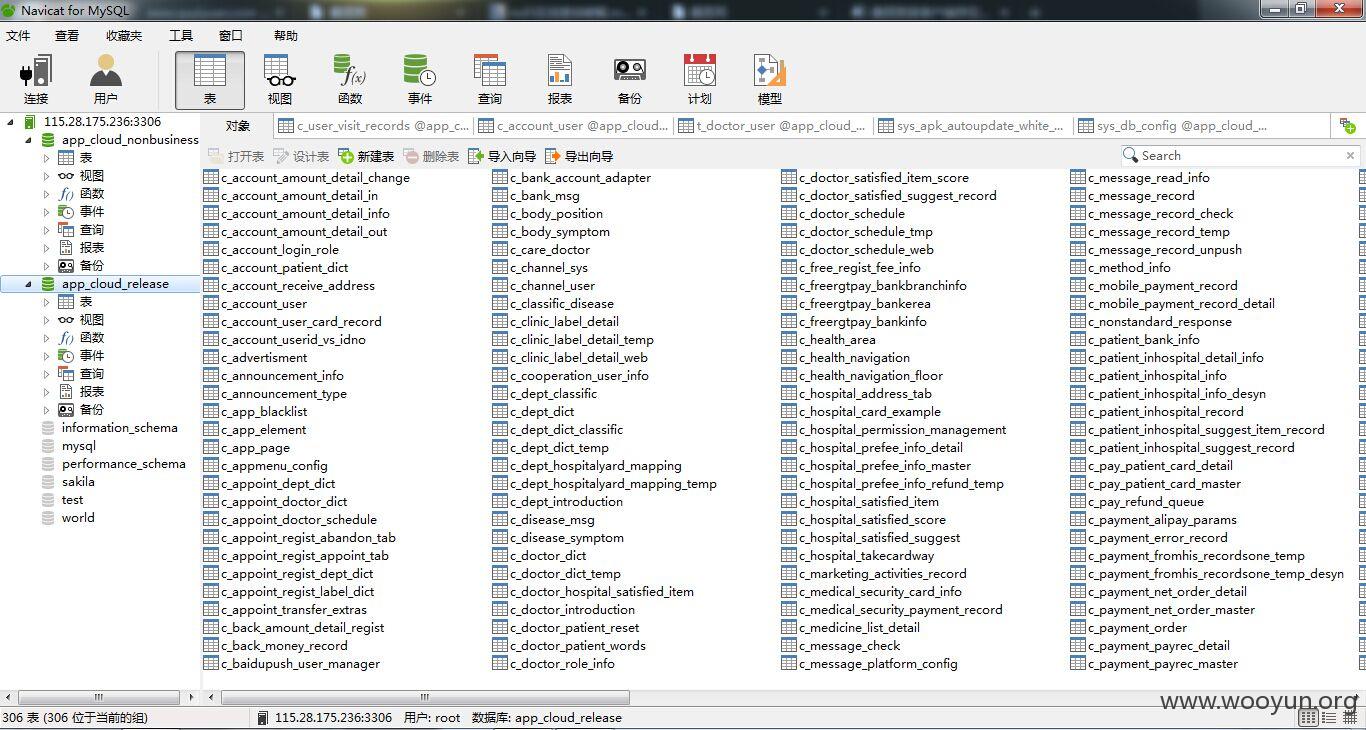 Navicat for MySQL
文件 查看 收藏夹 工具 窗口 帮助
连接 用户 表 视图 函数 事件 查询 报表 备份 计划 模型
f(x)
115.28.175.236:3306
app_cloud_nonbusiness
表
视图
f() 函数
事件
查询
报表
备份
app_cloud_release
表
视图
f() 函数
事件
查询
报表
备份
information_schema
mysql
performance_schema
sakila
test
world
对象 c_user_visit_records @app_c... c_account_user @app_cloud... t_doctor_user @app_cloud_... sys_apk_autoupdate_white_... sys_db_config @app_cloud_...
打开表 设计表 新建表 删除表 导入向导 导出向导 Search
c_account_amount_detail_change
c_account_amount_detail_in
c_account_amount_detail_info
c_account_amount_detail_out
c_account_login_role
c_account_patient_dict
c_account_receive_address
c_account_user
c_account_user_card_record
c_account_userid_vs_idno
c_advertisment
c_announcement_info
c_announcement_type
c_app_blacklist
c_app_element
c_app_page
c_appmenu_config
c_appoint_dept_dict
c_appoint_doctor_dict
c_appoint_doctor_schedule
c_appoint_regist_abandon_tab
c_appoint_regist_appoint_tab
c_appoint_regist_dept_dict
c_appoint_regist_label_dict
c_appoint_transfer_extras
c_back_amount_detail_regist
c_back_money_record
c_baidupush_user_manager
c_bank_account_adapter
c_bank_msg
c_body_position
c_body_symptom
c_care_doctor
c_channel_sys
c_channel_user
c_classific_disease
c_clinic_label_detail
c_clinic_label_detail_temp
c_clinic_label_detail_web
c_cooperation_user_info
c_dept_classific
c_dept_dict
c_dept_dict_classific
c_dept_dict_temp
c_dept_hospitalyard_mapping
c_dept_hospitalyard_mapping_temp
c_dept_introduction
c_disease_msg
c_disease_symptom
c_doctor_dict
c_doctor_dict_temp
c_doctor_hospital_satisfied_item
c_doctor_introduction
c_doctor_patient_reset
c_doctor_patient_words
c_doctor_role_info
c_doctor_satisfied_item_score
c_doctor_satisfied_suggest_record
c_doctor_schedule
c_doctor_schedule_tmp
c_doctor_schedule_web
c_free_regist_fee_info
c_freergtpay_bankbranchinfo
c_freergtpay_bankerea
c_freergtpay_bankinfo
c_health_area
c_health_navigation
c_health_navigation_floor
c_hospital_address_tab
c_hospital_card_example
c_hospital_permission_management
c_hospital_prefee_info_detail
c_hospital_prefee_info_master
c_hospital_prefee_info_refund_temp
c_hospital_satisfied_item
c_hospital_satisfied_score
c_hospital_satisfied_suggest
c_hospital_takecardway
c_marketing_activities_record
c_medical_security_card_info
c_medical_security_payment_record
c_medicine_list_detail
c_message_check
c_message_platform_config
c_message_read_info
c_message_record
c_message_record_check
c_message_record_temp
c_message_record_unpush
c_method_info
c_mobile_payment_record
c_mobile_payment_record_detail
c_nonstandard_response
c_patient_bank_info
c_patient_inhospital_detail_info
c_patient_inhospital_info
c_patient_inhospital_info_desyn
c_patient_inhospital_record
c_patient_inhospital_suggest_item_record
c_patient_inhospital_suggest_record
c_pay_patient_card_detail
c_pay_patient_card_master
c_pay_refund_queue
c_payment_alipay_params
c_payment_error_record
c_payment_fromhis_recordsone_temp
c_payment_fromhis_recordsone_temp_desyn
c_payment_net_order_detail
c_payment_net_order_master
c_payment_order
c_payment_payrec_detail
c_payment_payrec_master
www.wooyun.org
306 表 (306 位于当前的组) 115.28.175.236:3306 用户: root 数据库: app_cloud_release